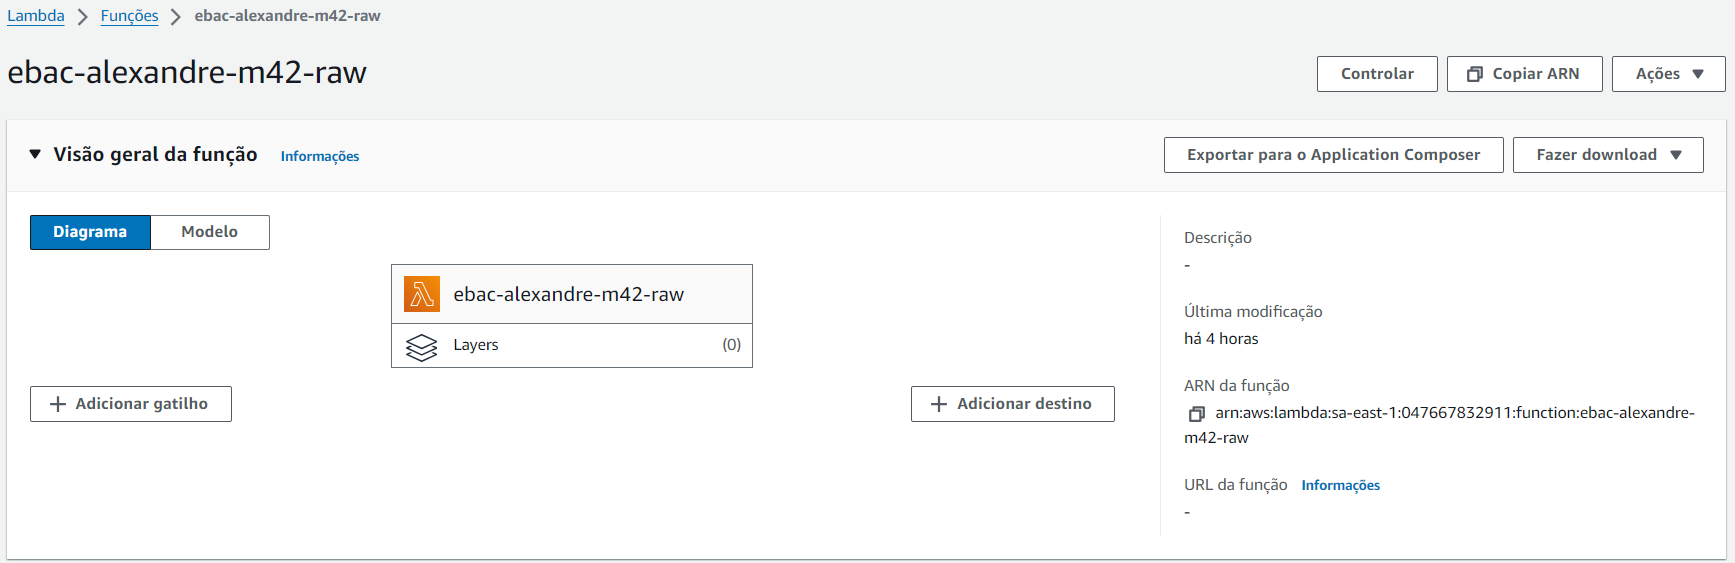 Lambda > Funções > ebac-alexandre-m42-raw
ebac-alexandre-m42-raw
Controlar
Copiar ARN
Ações
Visão geral da função Informações
Exportar para o Application Composer
Fazer download
Diagrama
Modelo
ebac-alexandre-m42-raw
Layers (0)
Adicionar gatilho
Adicionar destino
Descrição
-
Última modificação
há 4 horas
ARN da função
arn:aws:lambda:sa-east-1:047667832911:function:ebac-alexandre-
m42-raw
URL da função Informações
-